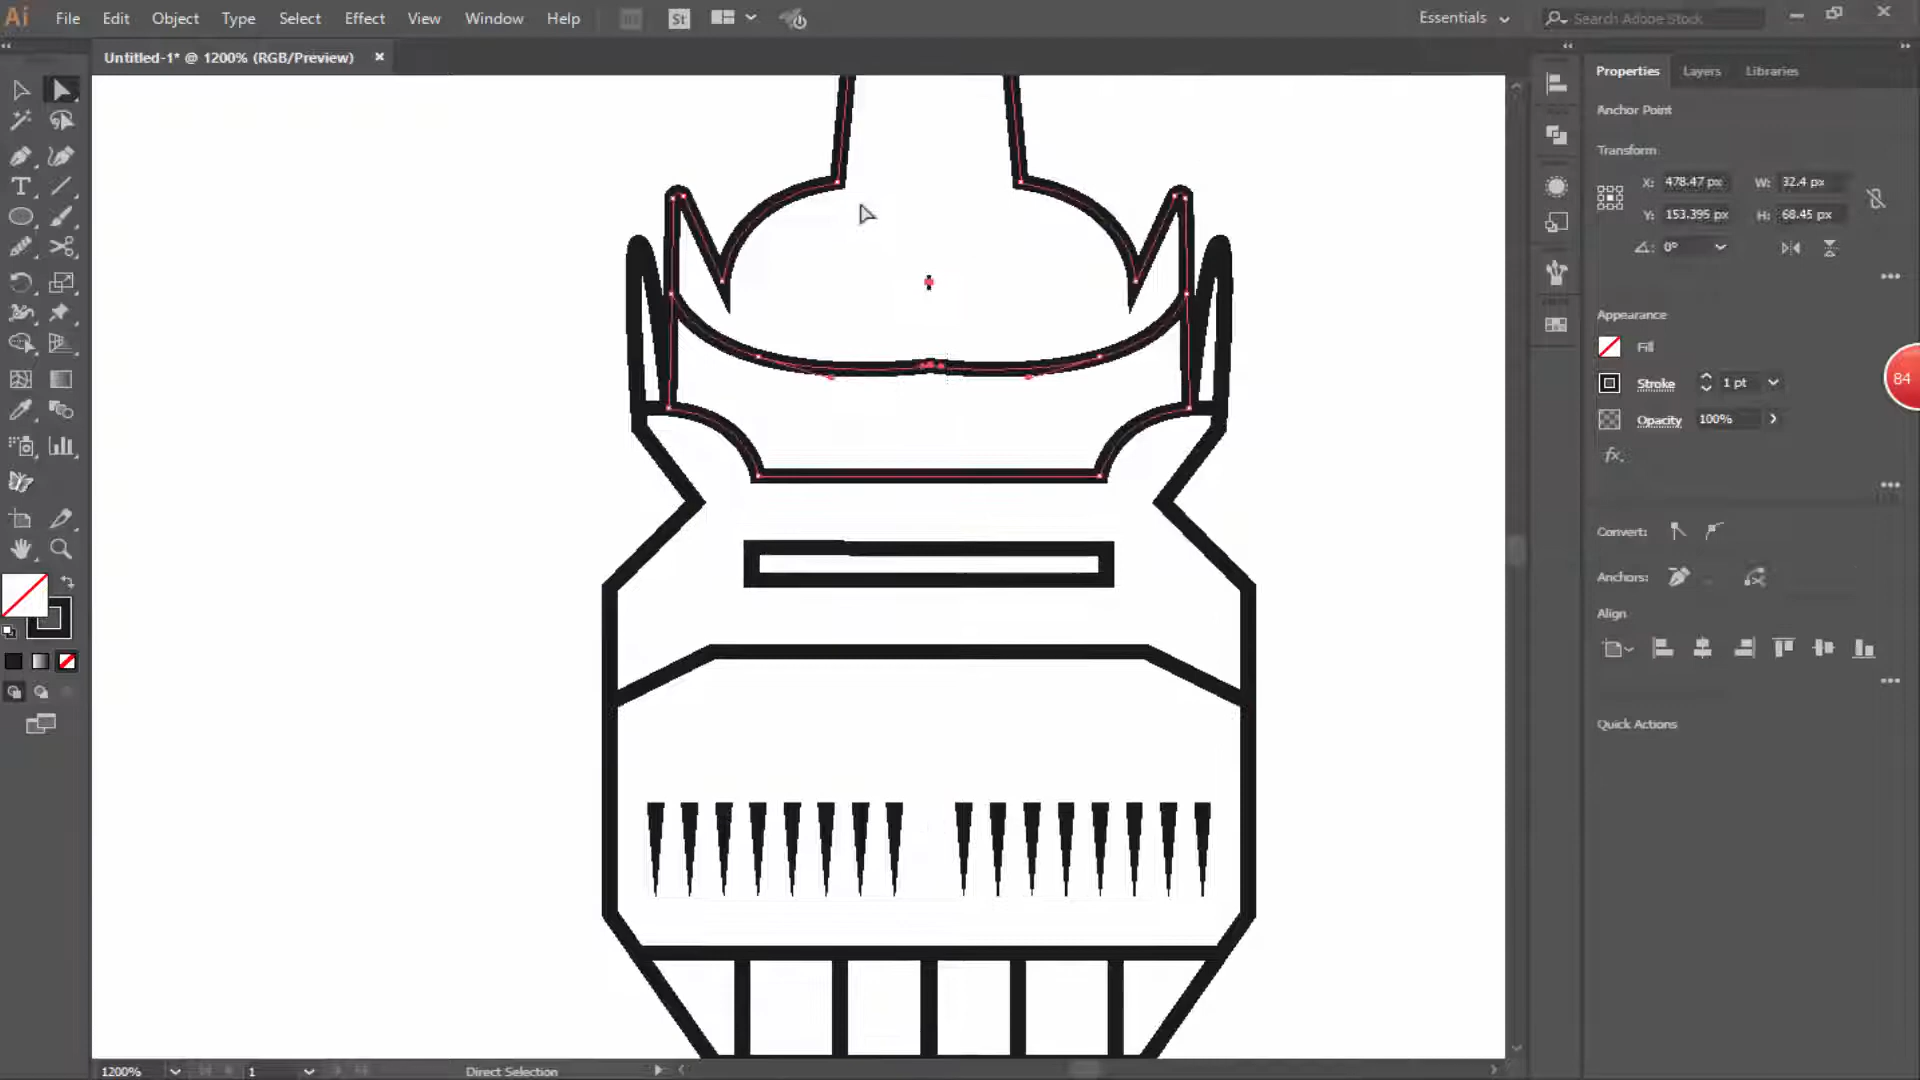 Ai File Edit Object Type Select Effect View Window Help St Essentials Search Adobe Stock
Untitled-1* @ 1200% (RGB/Preview)
Properties Layers Libraries
Anchor Point
Transform
X: 478.47 px W: 32.4 px
Y: 153.395 px H: 68.45 px
0°
Appearance
Fill
Stroke 1 pt
84
Opacity 100%
fx.
Convert:
Anchors:
Align
Quick Actions
1200% 1 Direct Selection